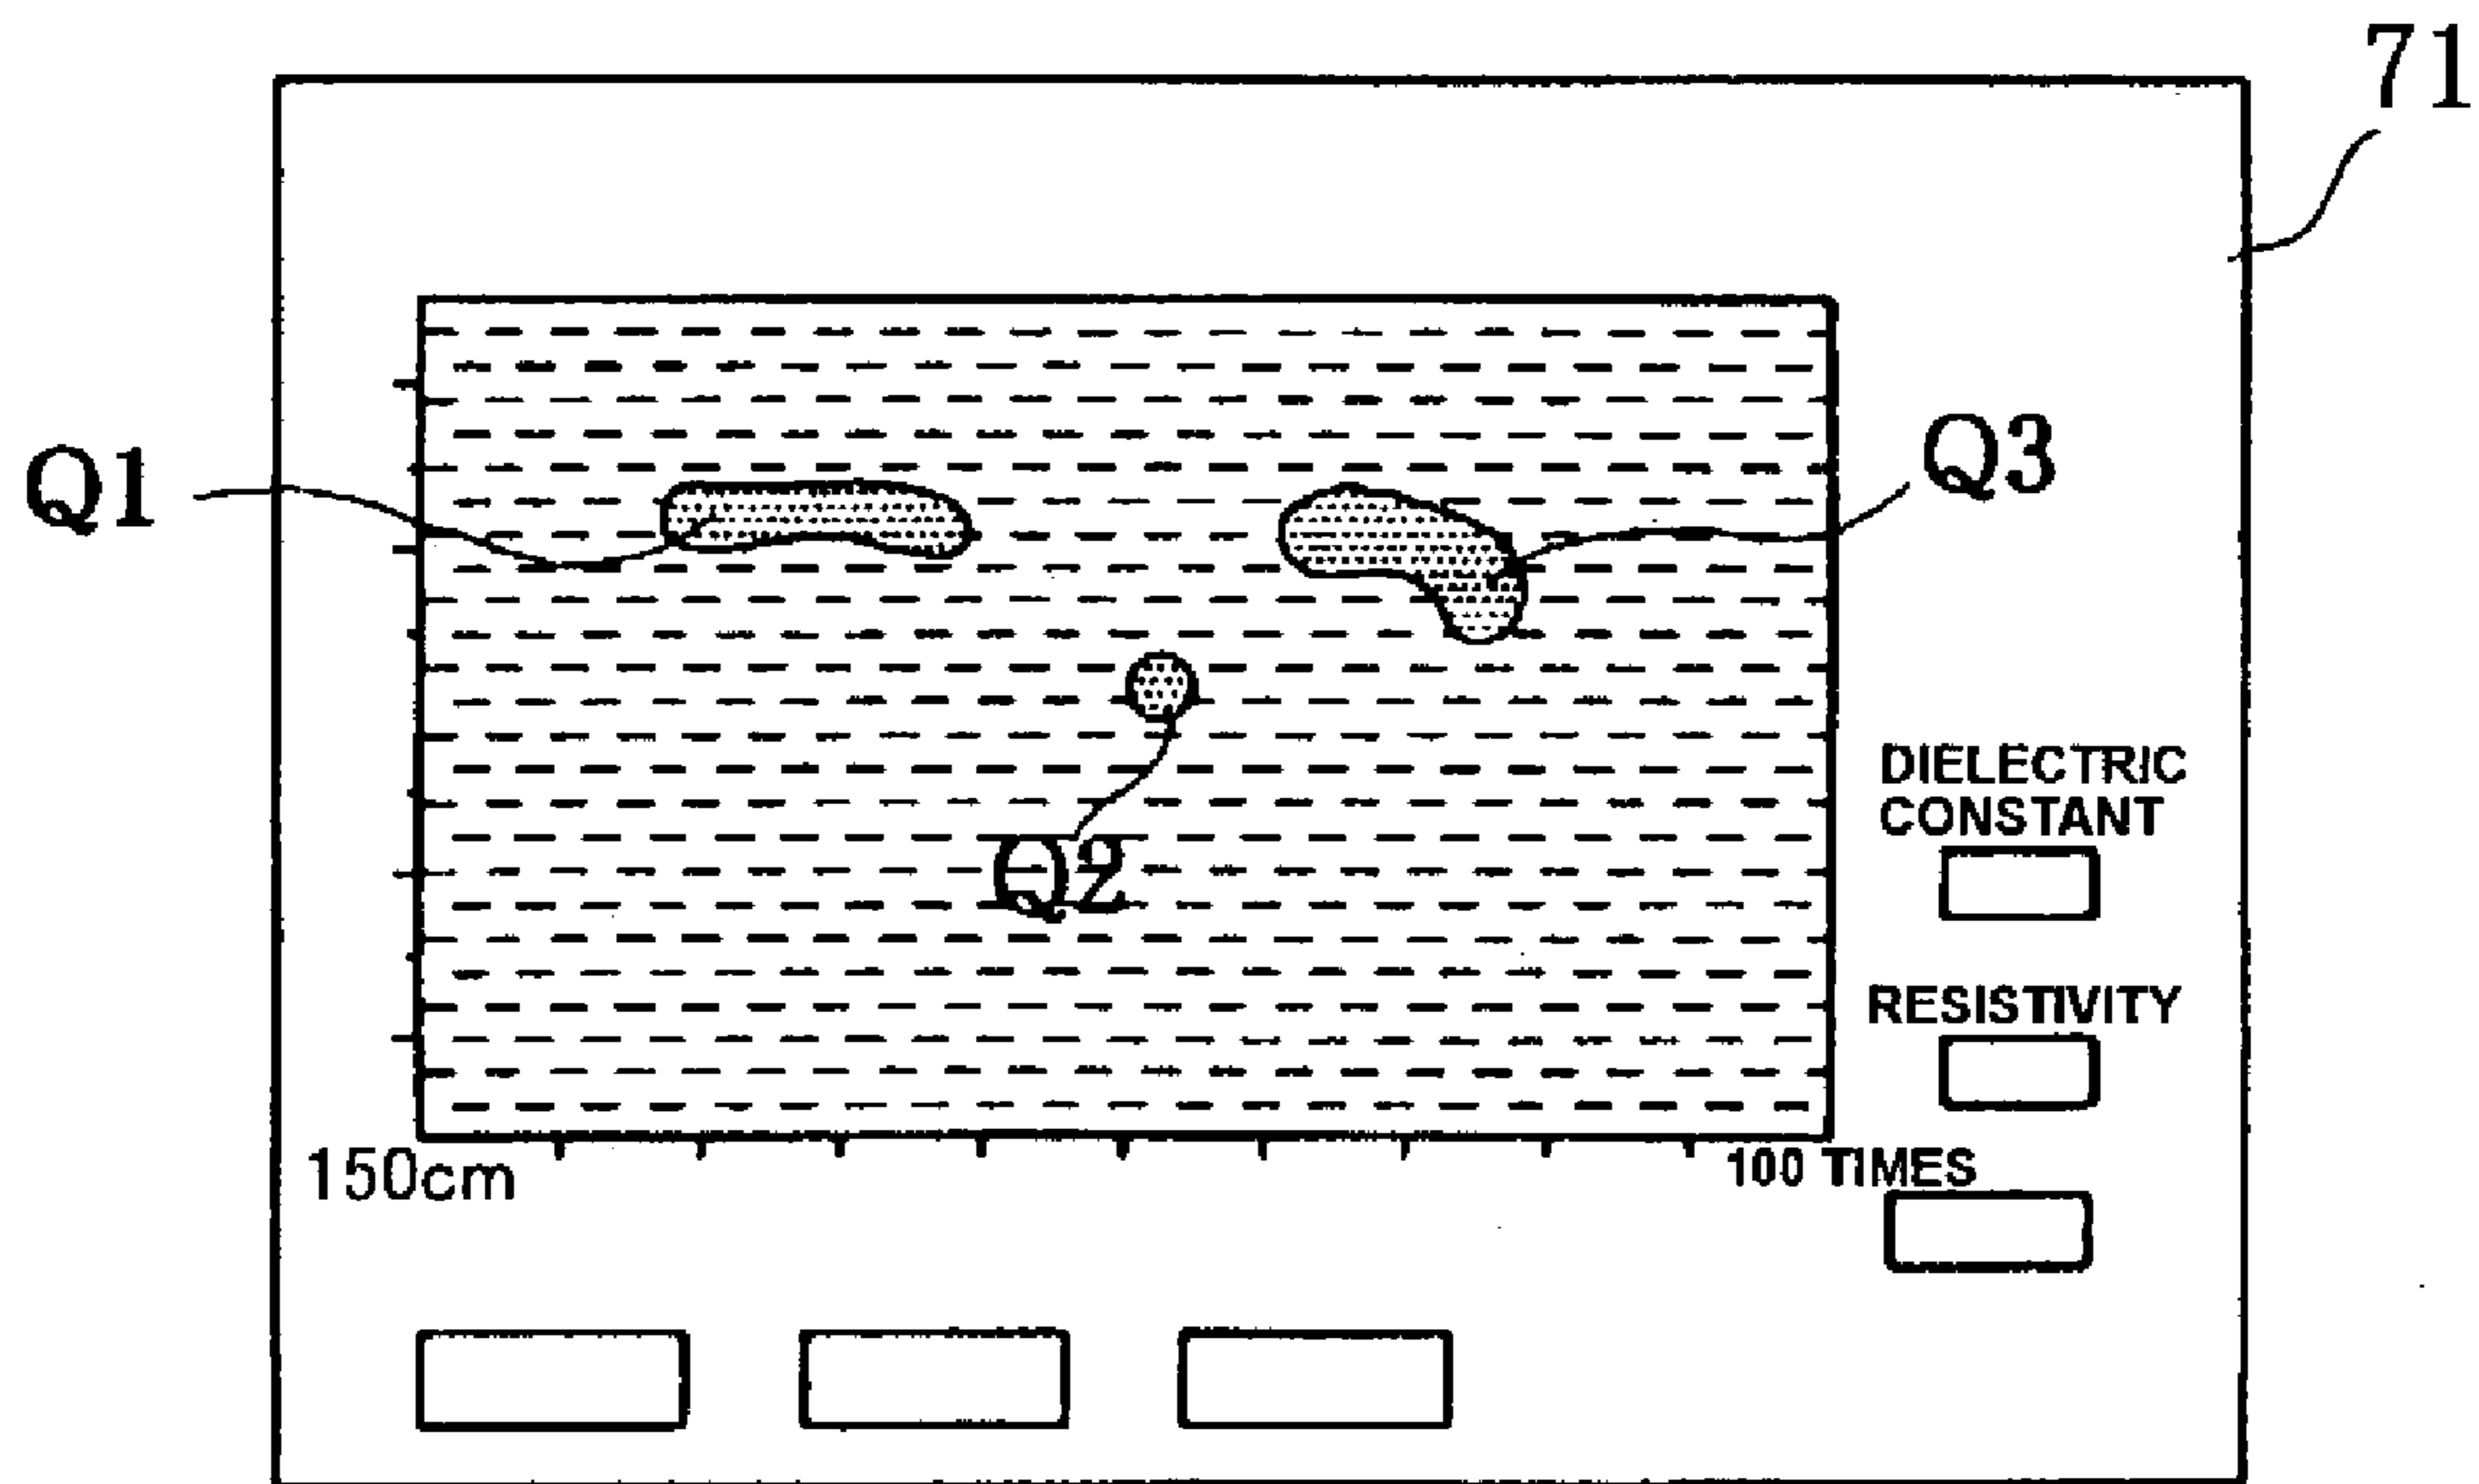 71
Q1
Q3
Q2
DIELECTRIC
CONSTANT
RESISTIVITY
150cm
100 TIMES